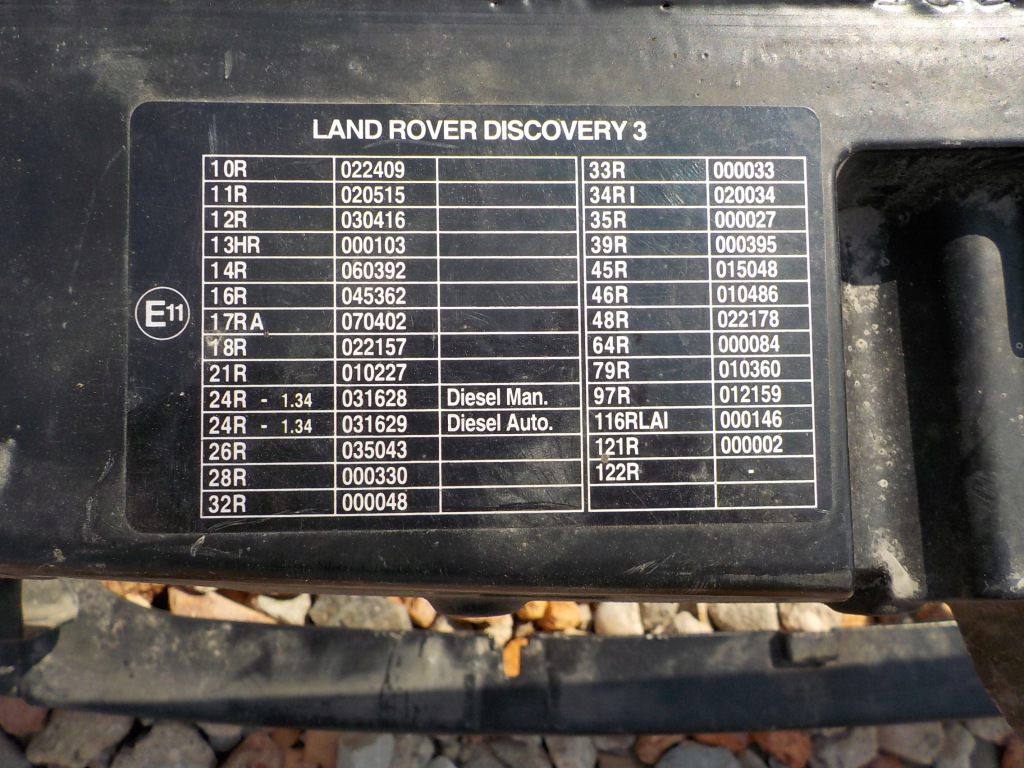 LAND ROVER DISCOVERY 3
10R 022409 33R 000033
11R 020515 34R I 020034
12R 030416 35R 000027
13HR 000103 39R 000395
14R 060392 45R 015048
16R 045362 46R 010486
E11
17R A 070402 48R 022178
18R 022157 64R 000084
21R 010227 79R 010360
24R - 1.34 031628 Diesel Man. 97R 012159
24R - 1.34 031629 Diesel Auto. 116RLAI 000146
26R 035043 121R 000002
28R 000330 122R -
32R 000048